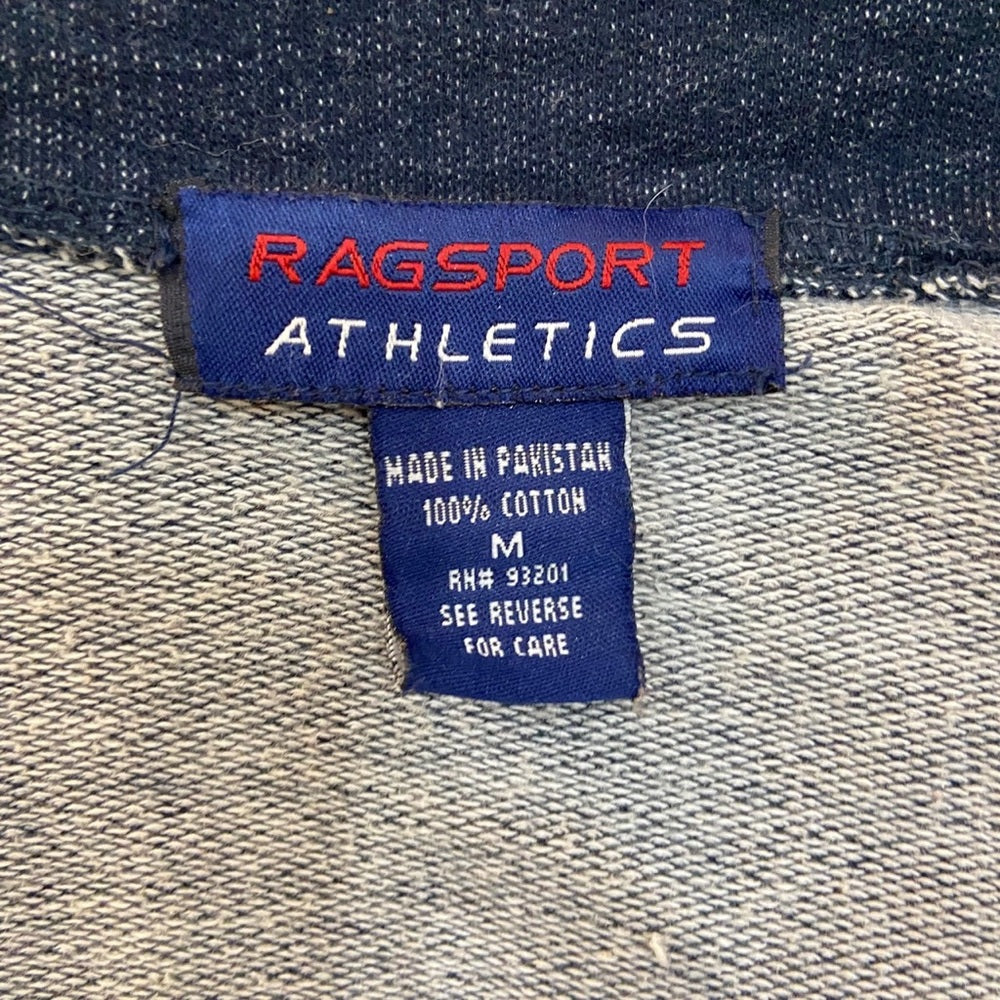 RAGSPORT
ATHLETICS
MADE IN PAKISTAN
100% COTTON
M
RN# 93201
SEE REVERSE
FOR CARE